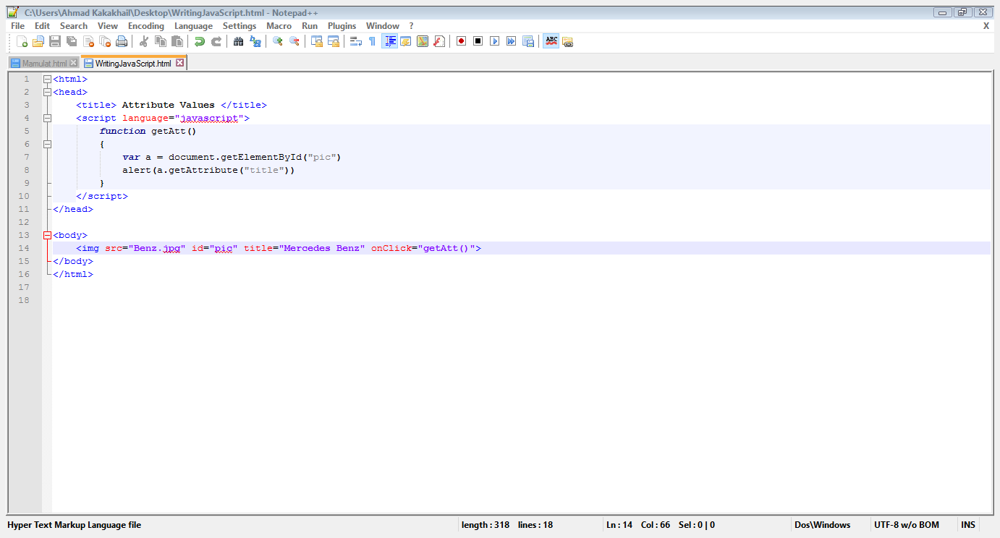 C:\Users\Ahmad Kakakhail\Desktop\WritingJavaScript.html - Notepad++
File Edit Search View Encoding Language Settings Macro Run Plugins Window ? X
ABC
Mamulat.html WritingJavaScript.html
1 <html>
2 <head>
3 <title> Attribute Values </title>
4 <script language="javascript">
5 function getAtt()
6 {
7 var a = document.getElementById("pic")
8 alert(a.getAttribute("title"))
9 }
10 </script>
11 </head>
12
13 <body>
14 <img src="Benz.jpg" id="pic" title="Mercedes Benz" onClick="getAtt()">
15 </body>
16 </html>
17
18
Hyper Text Markup Language file length : 318 lines : 18 Ln : 14 Col : 66 Sel : 0 | 0 Dos\Windows UTF-8 w/o BOM INS